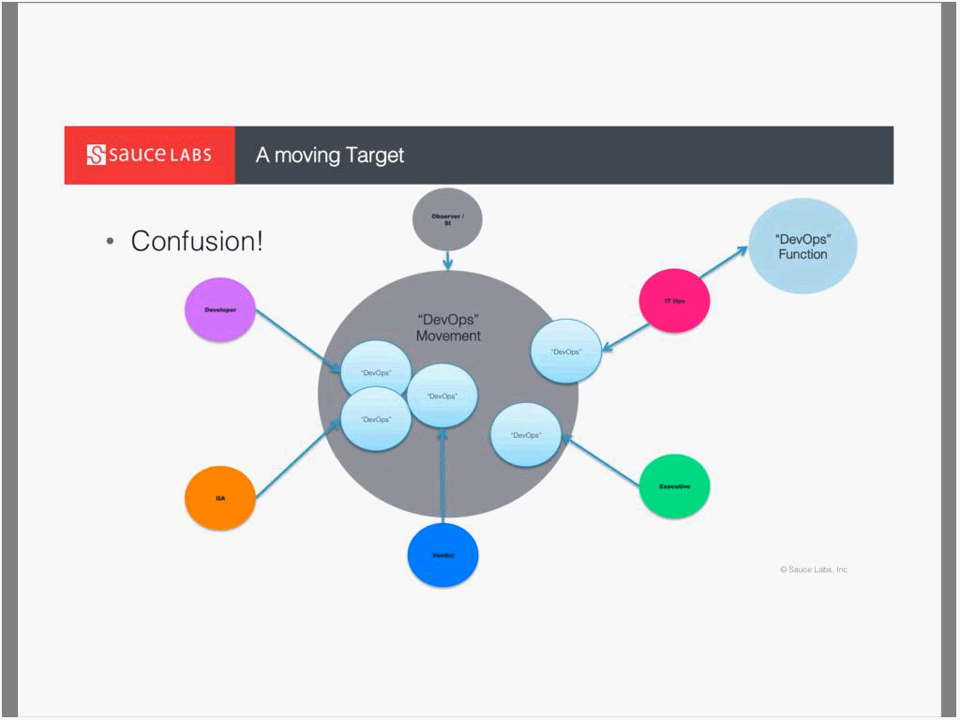 SAUCE LABS
A moving Target
• Confusion!
Observer /
BI
"DevOps"
Function
IT Ops
Developer
"DevOps"
Movement
"DevOps"
"DevOps"
"DevOps"
"DevOps"
"DevOps"
QA
Executive
Vendor
© Sauce Labs, Inc.